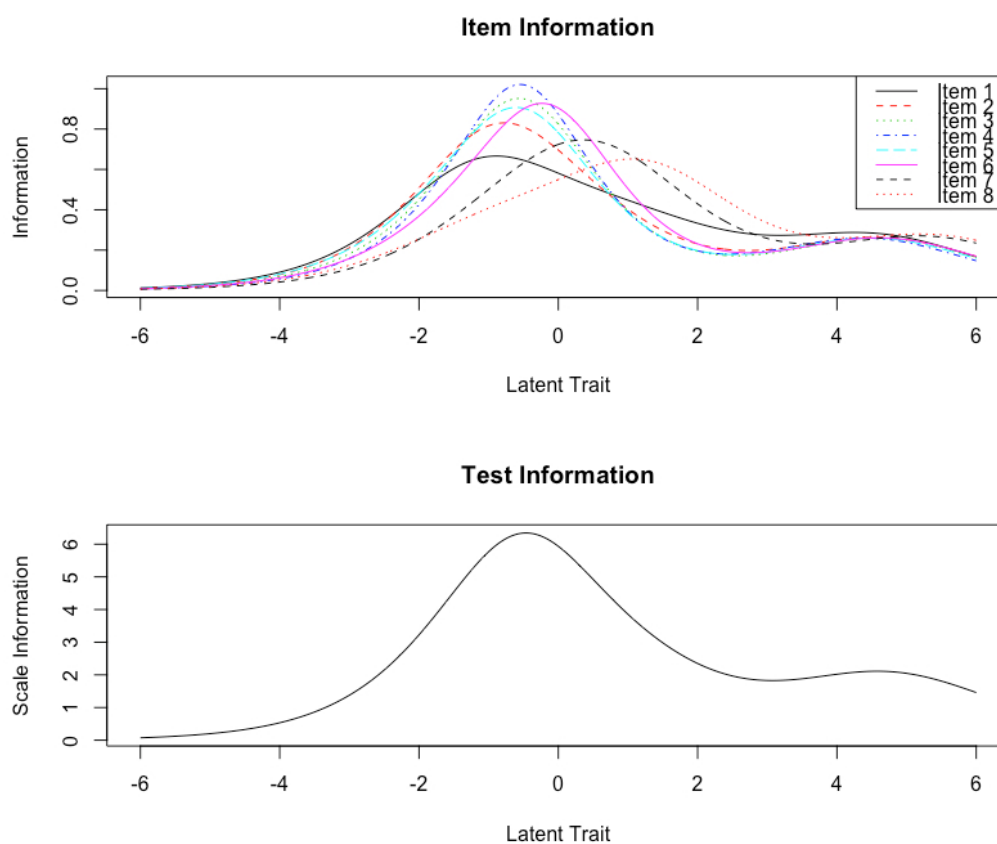 Item Information
Information
0.0 0.4 0.8
Item 1
Item 2
Item 3
Item 4
Item 5
Item 6
Item 7
Item 8
-6 -4 -2 0 2 4 6
Latent Trait
Test Information
Scale Information
0 1 2 3 4 5 6
-6 -4 -2 0 2 4 6
Latent Trait